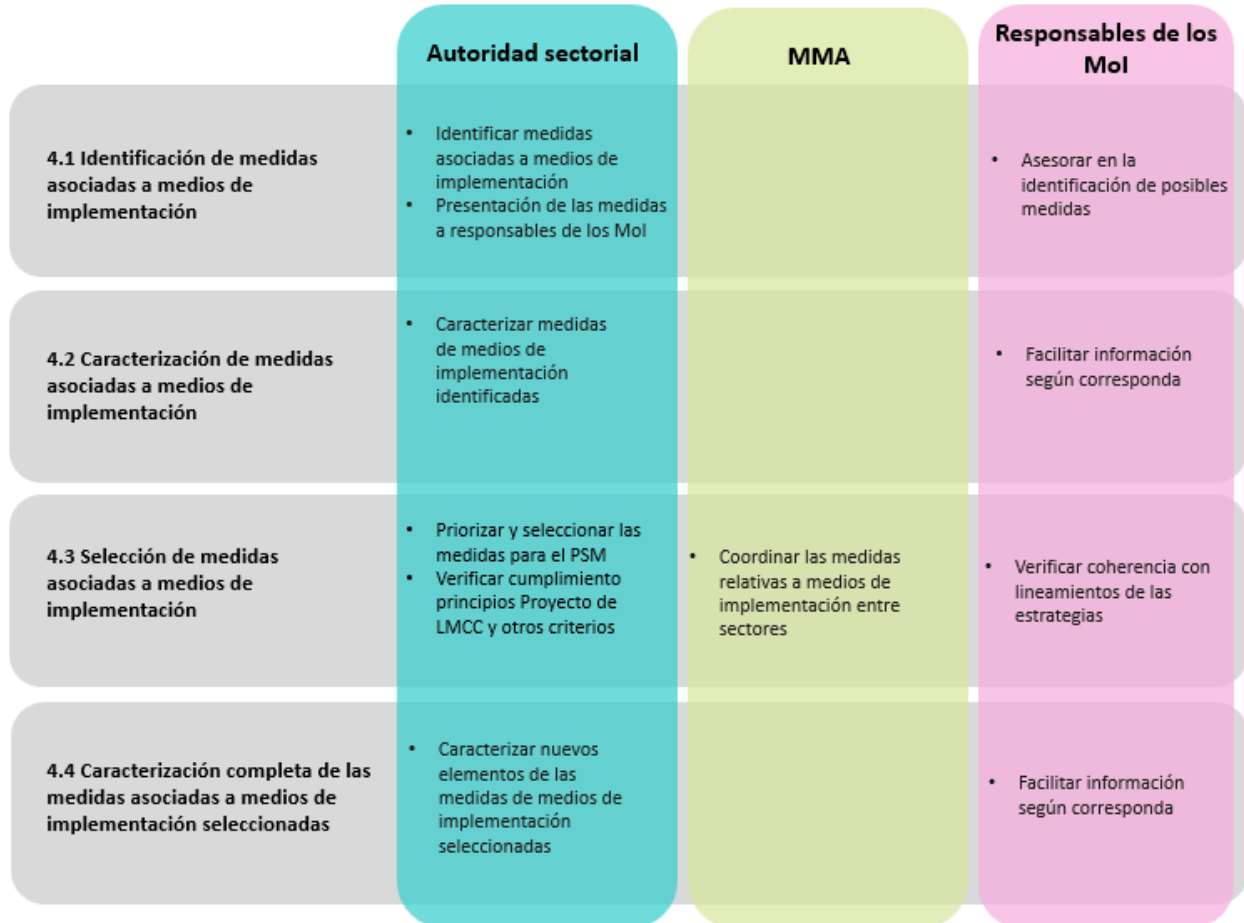 Autoridad sectorial
MMA
Responsables de los
MoI
4.1 Identificación de medidas
asociadas a medios de
implementación
• Identificar medidas
asociadas a medios de
implementación
• Presentación de las medidas
a responsables de los MoI
• Asesorar en la
identificación de posibles
medidas
4.2 Caracterización de medidas
asociadas a medios de
implementación
• Caracterizar medidas
de medios de
implementación
identificadas
• Facilitar información
según corresponda
4.3 Selección de medidas
asociadas a medios de
implementación
• Priorizar y seleccionar las
medidas para el PSM
• Verificar cumplimiento
principios Proyecto de
LMCC y otros criterios
• Coordinar las medidas
relativas a medios de
implementación entre
sectores
• Verificar coherencia con
lineamientos de las
estrategias
4.4 Caracterización completa de las
medidas asociadas a medios de
implementación seleccionadas
• Caracterizar nuevos
elementos de las
medidas de medios de
implementación
seleccionadas
• Facilitar información
según corresponda